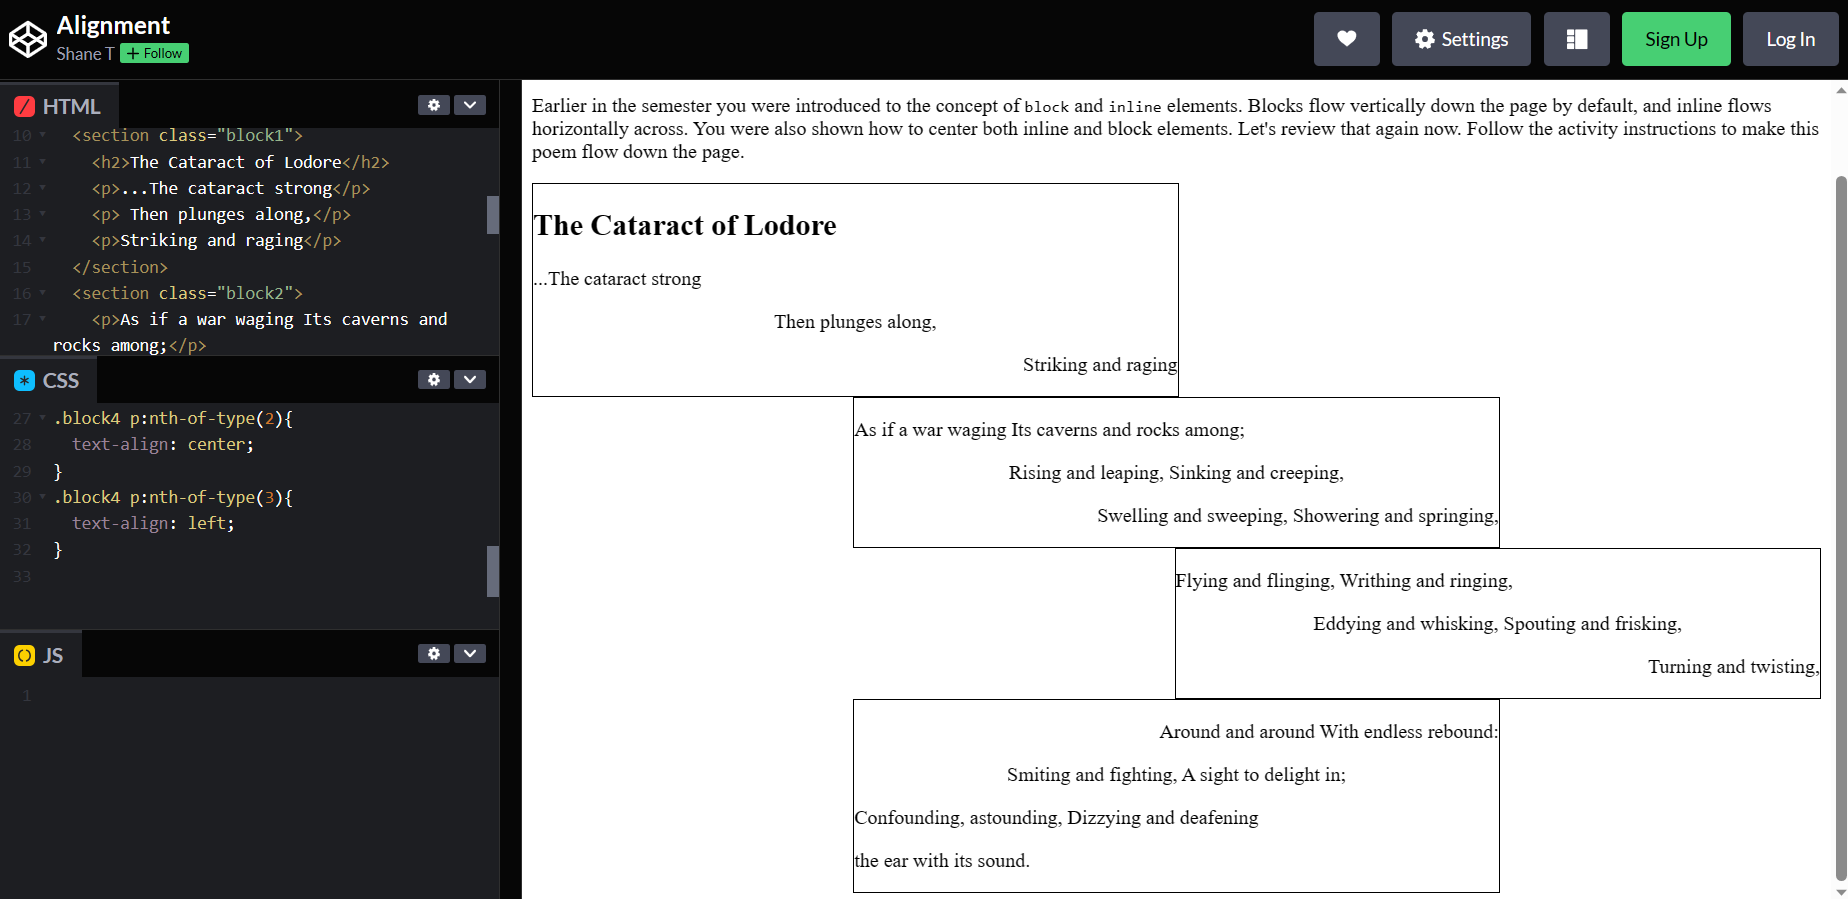 Alignment
Shane T + Follow
Settings
Sign Up
Log In
HTML
10 <section class="block1">
11 <h2>The Cataract of Lodore</h2>
12 <p>...The cataract strong</p>
13 <p> Then plunges along,</p>
14 <p>Striking and raging</p>
15 </section>
16 <section class="block2">
17 <p>As if a war waging Its caverns and
rocks among;</p>
CSS
27 .block4 p:nth-of-type(2){
28 text-align: center;
29 }
30 .block4 p:nth-of-type(3){
31 text-align: left;
32 }
33
JS
1
Earlier in the semester you were introduced to the concept of block and inline elements. Blocks flow vertically down the page by default, and inline flows
horizontally across. You were also shown how to center both inline and block elements. Let's review that again now. Follow the activity instructions to make this
poem flow down the page.
The Cataract of Lodore
...The cataract strong
Then plunges along,
Striking and raging
As if a war waging Its caverns and rocks among;
Rising and leaping, Sinking and creeping,
Swelling and sweeping, Showering and springing,
Flying and flinging, Writhing and ringing,
Eddying and whisking, Spouting and frisking,
Turning and twisting,
Around and around With endless rebound:
Smiting and fighting, A sight to delight in;
Confounding, astounding, Dizzying and deafening
the ear with its sound.